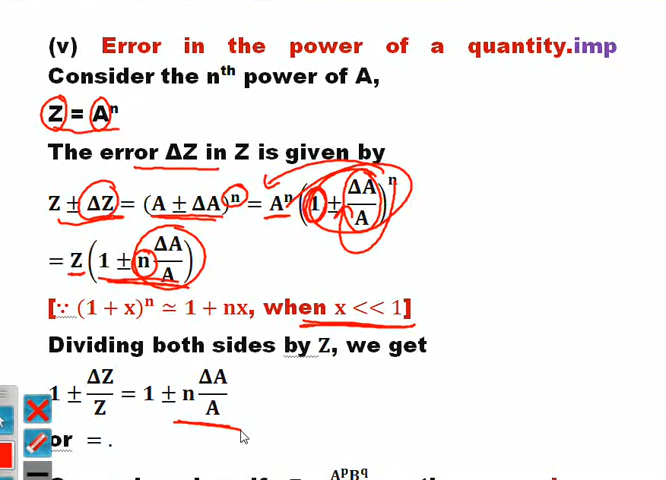 (v) Error in the power of a quantity.imp
Consider the nᵗʰ power of A,
Z = Aⁿ
The error ΔZ in Z is given by
Z ± ΔZ = (A ± ΔA)ⁿ = Aⁿ (1 ± ΔA/A)ⁿ
= Z (1 ± n ΔA/A)
[∵ (1 + x)ⁿ ≃ 1 + nx, when x << 1]
Dividing both sides by Z, we get
1 ± ΔZ/Z = 1 ± n ΔA/A
or = .
AᵖB^q